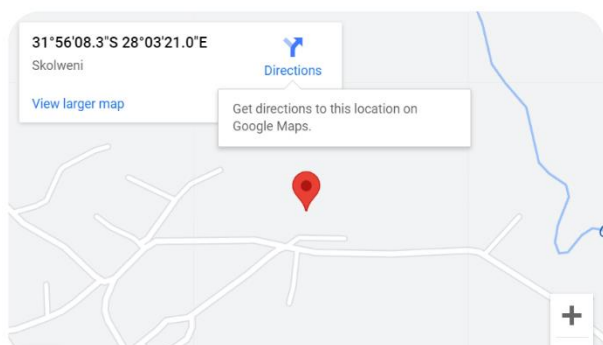 31°56'08.3"S 28°03'21.0"E
Skolweni
Directions
View larger map
Get directions to this location on
Google Maps.
+